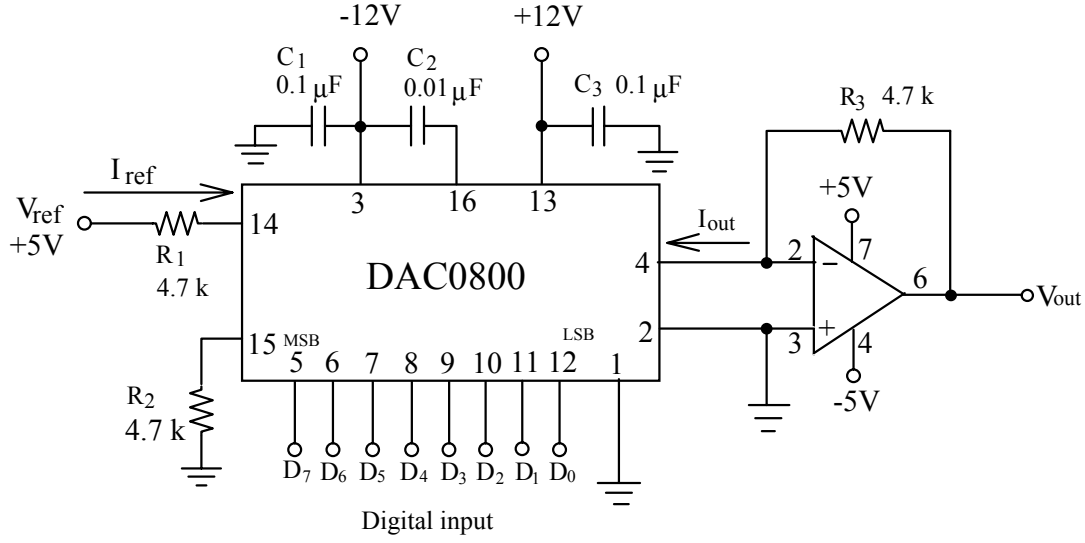 -12V
+12V
C1
0.1 μF
C2
0.01 μF
C3 0.1 μF
R3 4.7 k
Iref
3
16
13
Vref
+5V
R1
4.7 k
14
DAC0800
Iout
4
2
+5V
7
2
−
6
Vout
3
+
4
-5V
15
MSB
LSB
5
6
7
8
9
10
11
12
1
R2
4.7 k
D7 D6 D5 D4 D3 D2 D1 D0
Digital input